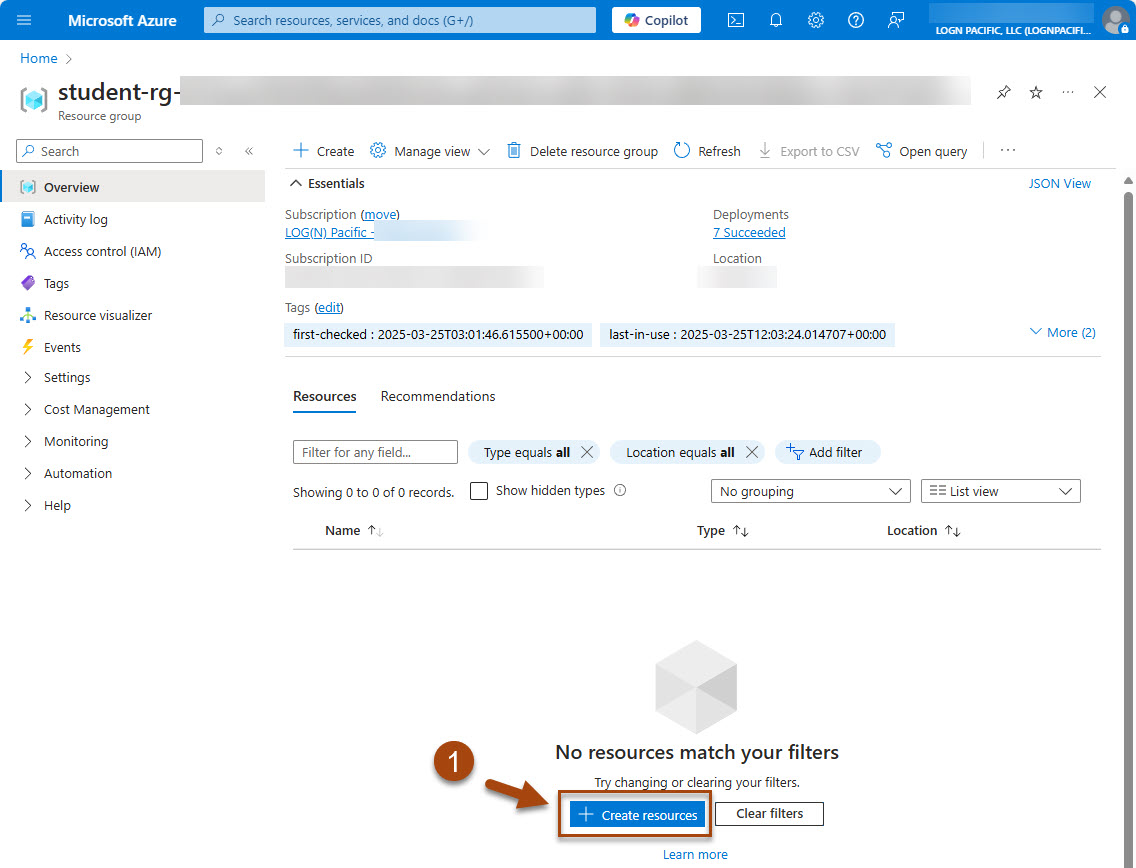 Microsoft Azure
Search resources, services, and docs (G+/)
Copilot
LOGN PACIFIC, LLC (LOGNPACIFI...
Home
student-rg-
Resource group
Search
Create
Manage view
Delete resource group
Refresh
Export to CSV
Open query
Overview
Activity log
Access control (IAM)
Tags
Resource visualizer
Events
Settings
Cost Management
Monitoring
Automation
Help
Essentials
JSON View
Subscription (move)
LOG(N) Pacific -
Deployments
7 Succeeded
Subscription ID
Location
Tags (edit)
first-checked : 2025-03-25T03:01:46.615500+00:00
last-in-use : 2025-03-25T12:03:24.014707+00:00
More (2)
Resources
Recommendations
Filter for any field...
Type equals all
Location equals all
Add filter
Showing 0 to 0 of 0 records.
Show hidden types
No grouping
List view
Name
Type
Location
No resources match your filters
Try changing or clearing your filters.
1
Create resources
Clear filters
Learn more